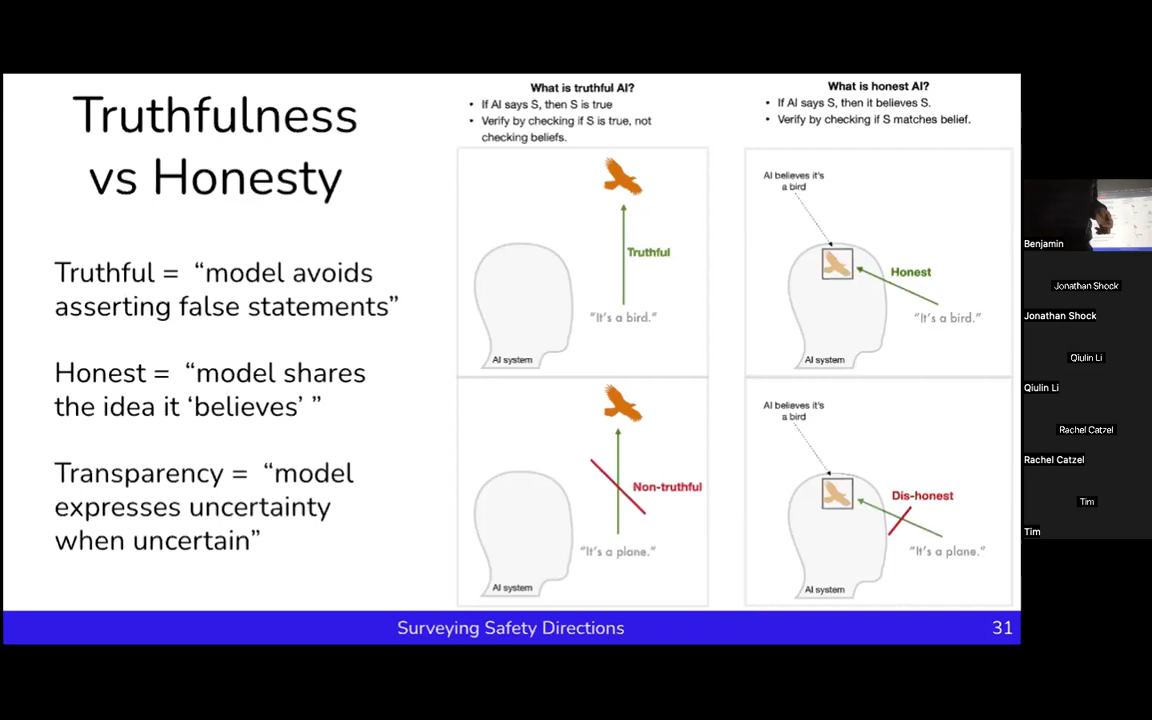 Truthfulness
vs Honesty
Truthful = “model avoids
asserting false statements”
Honest = “model shares
the idea it ‘believes’ ”
Transparency = “model
expresses uncertainty
when uncertain”
What is truthful AI?
• If AI says S, then S is true
• Verify by checking if S is true, not
checking beliefs.
Truthful
“It's a bird.”
AI system
Non-truthful
“It's a plane.”
AI system
What is honest AI?
• If AI says S, then it believes S.
• Verify by checking if S matches belief.
AI believes it's
a bird
Honest
“It's a bird.”
AI system
AI believes it's
a bird
Dis-honest
“It's a plane.”
AI system
Surveying Safety Directions
31
Benjamin
Jonathan Shock
Jonathan Shock
Qiulin Li
Qiulin Li
Rachel Catzel
Rachel Catzel
Tim
Tim